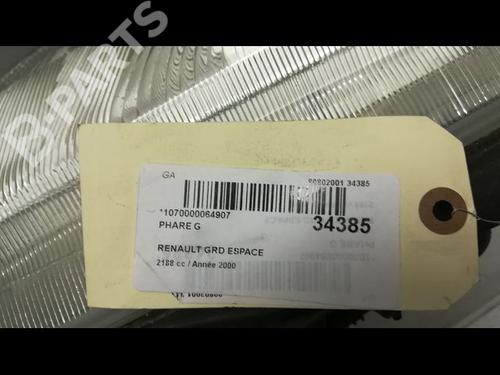 B-PARTS
GA
80802001 34385
*1070000064907
34385
PHARE G
RENAULT GRD ESPACE
2188 cc / Année 2000